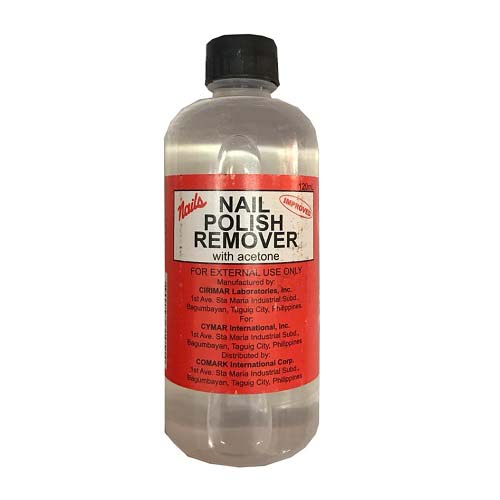 120mL
Nails
IMPROVED
NAIL
POLISH
REMOVER
with acetone
FOR EXTERNAL USE ONLY
Manufactured by:
CIRIMAR Laboratories, Inc.
1st Ave. Sta Maria Industrial Subd.,
Bagumbayan, Taguig City, Philippines.
For:
CYMAR International, Inc.
1st Ave. Sta Maria Industrial Subd.,
Bagumbayan, Taguig City, Philippines
Distributed by:
COMARK International Corp.
1st Ave. Sta Maria Industrial Subd.,
Bagumbayan, Taguig City, Philippines